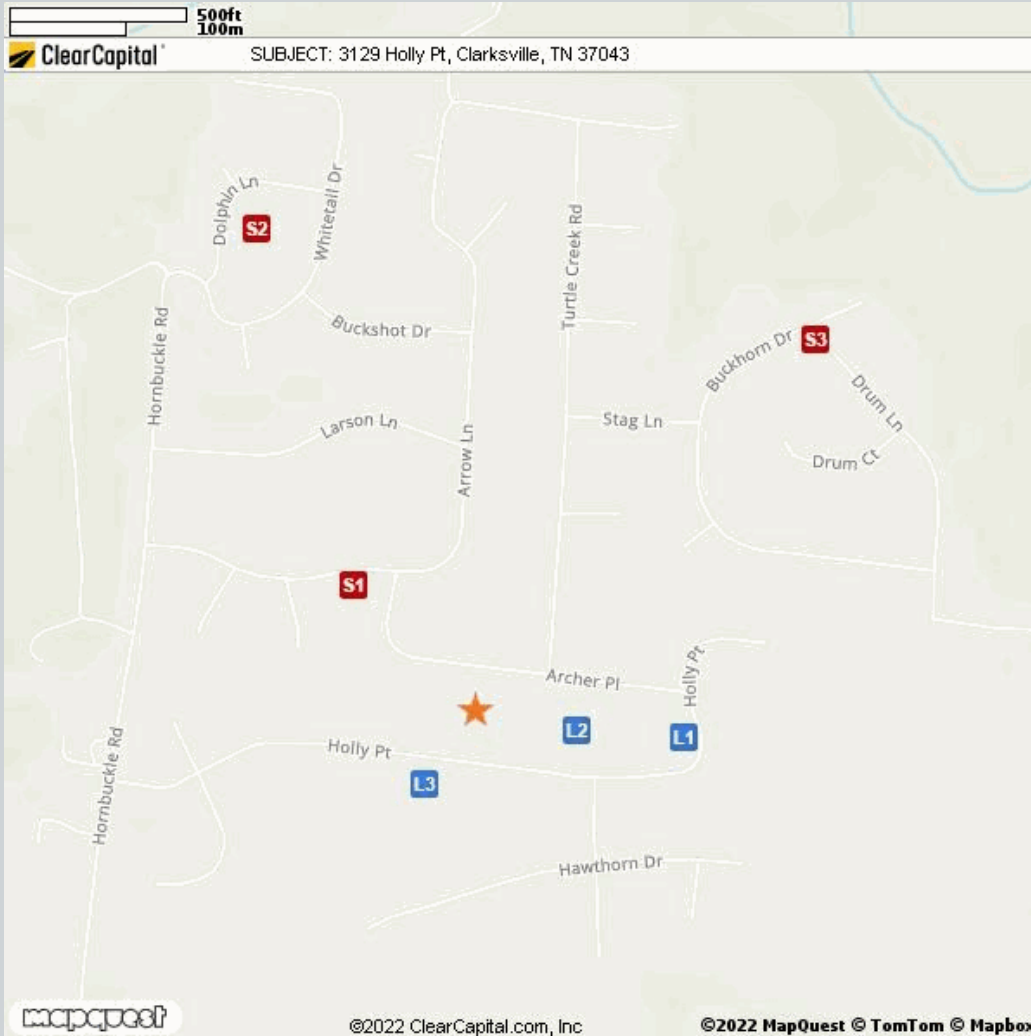 500ft
100m
ClearCapital
SUBJECT: 3129 Holly Pt, Clarksville, TN 37043
Dolphin Ln
S2
Whitetail Dr
Turtle Creek Rd
Hornbuckle Rd
Buckshot Dr
Buckhorn Dr
S3
Drum Ln
Larson Ln
Stag Ln
Arrow Ln
Drum Ct
S1
Archer Pl
Holly Pt
L2
L1
Holly Pt
L3
Hornbuckle Rd
Hawthorn Dr
mapquest
©2022 ClearCapital.com, Inc
©2022 MapQuest © TomTom © Mapbox